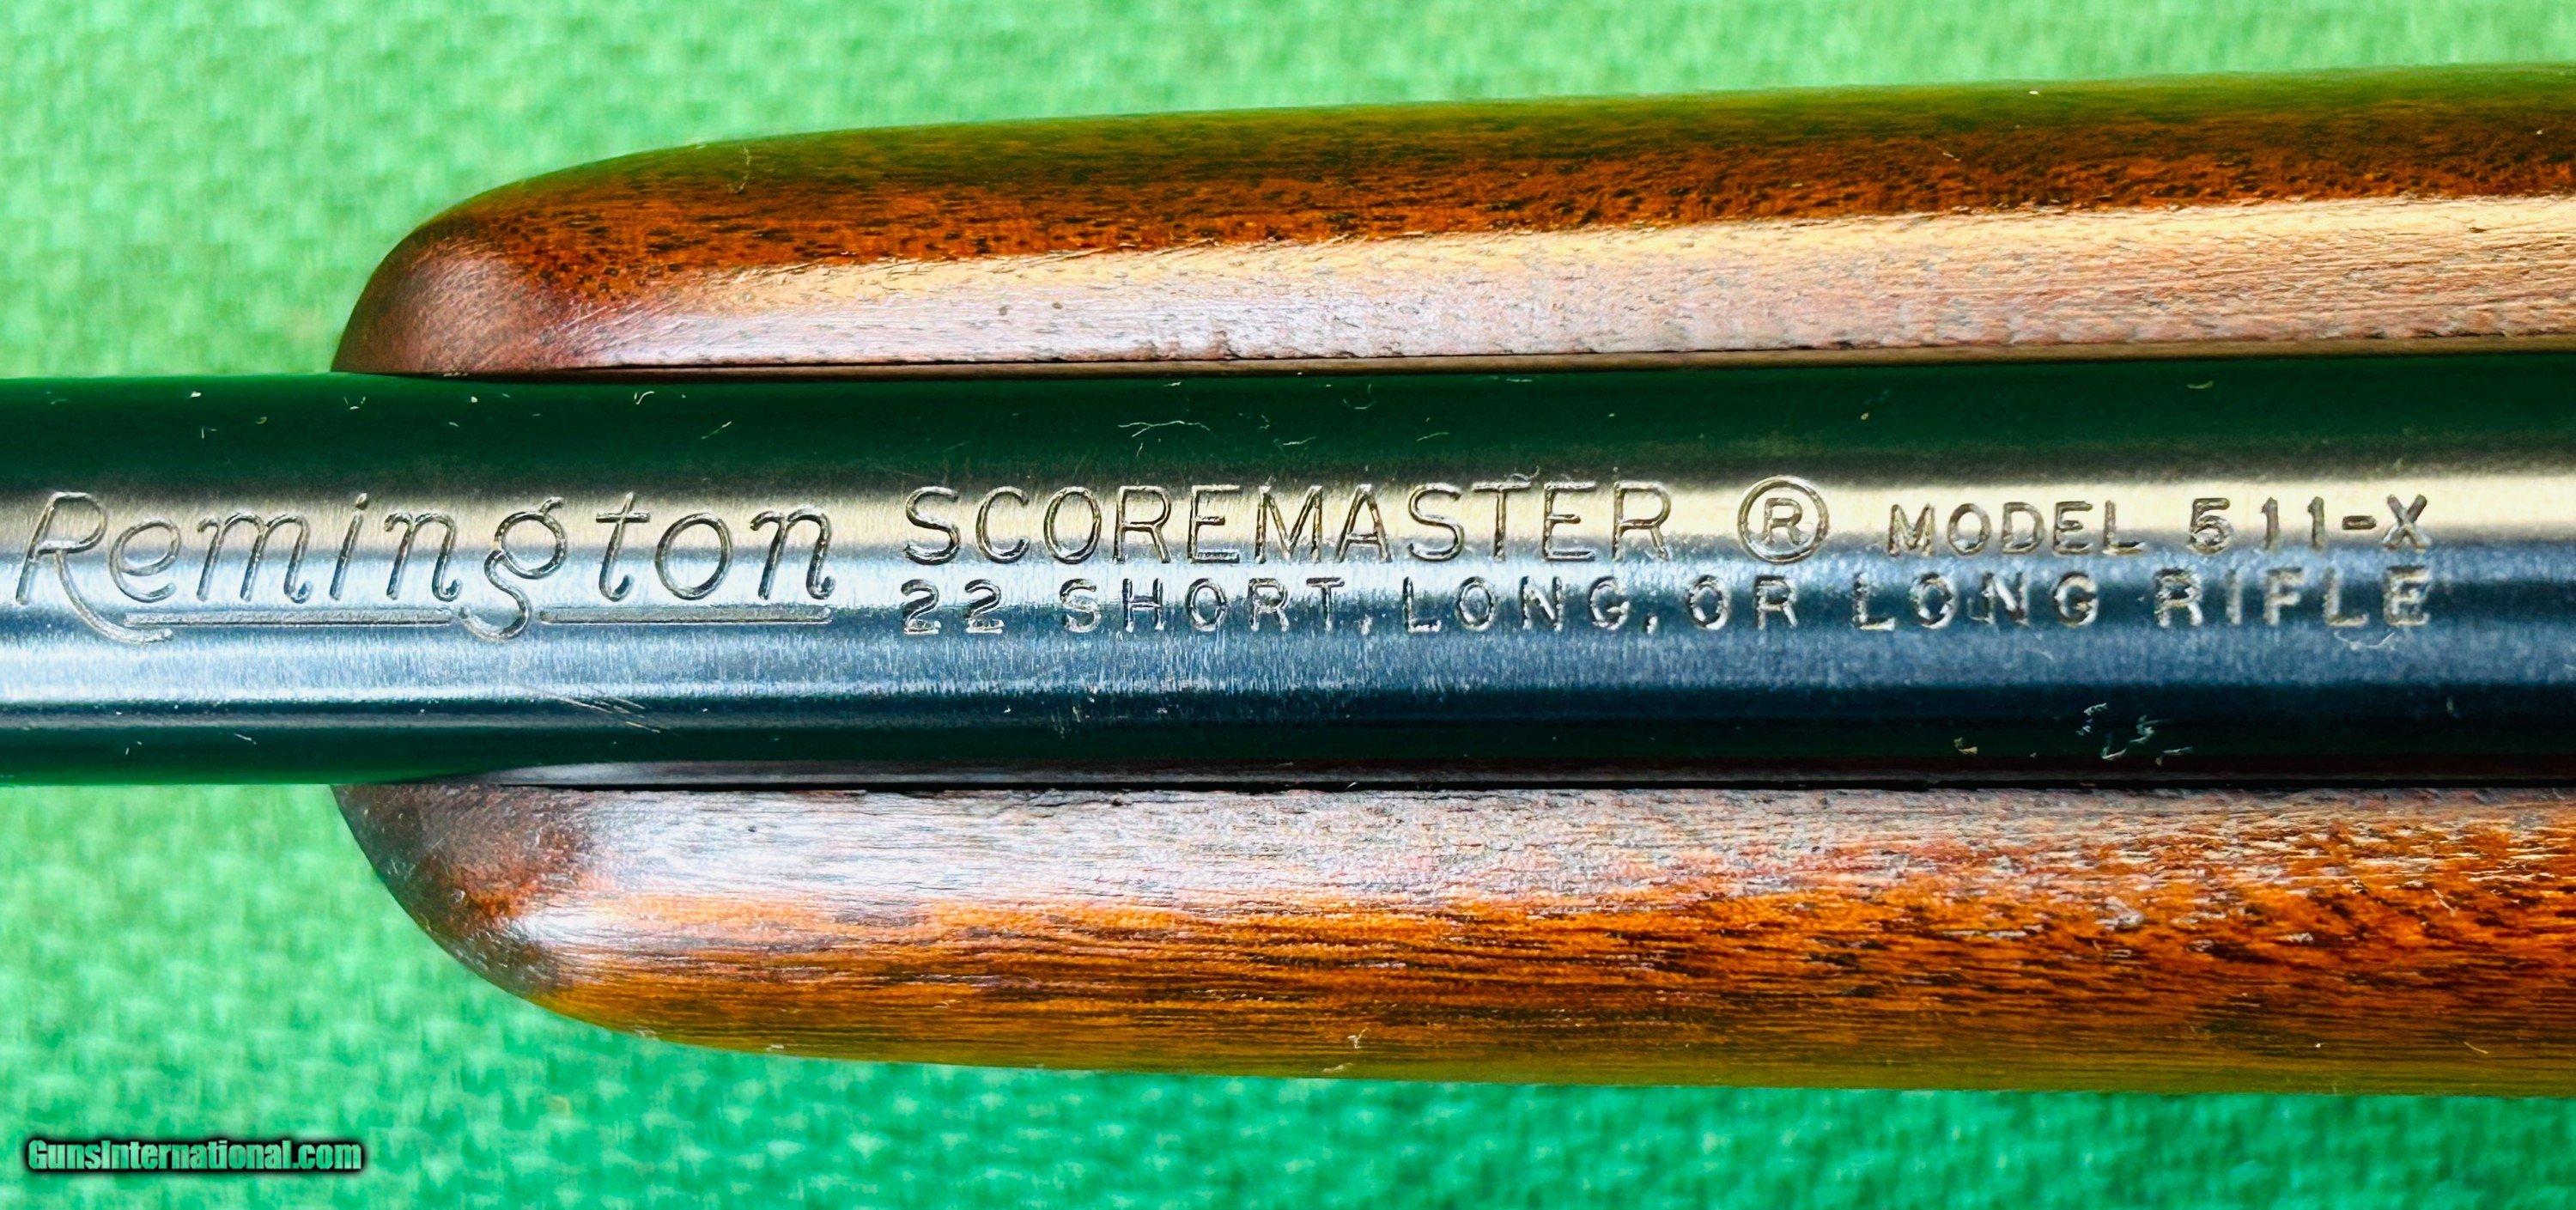 Remington SCOREMASTER ® MODEL 511-X
22 SHORT, LONG, OR LONG RIFLE
GunsInternational.com